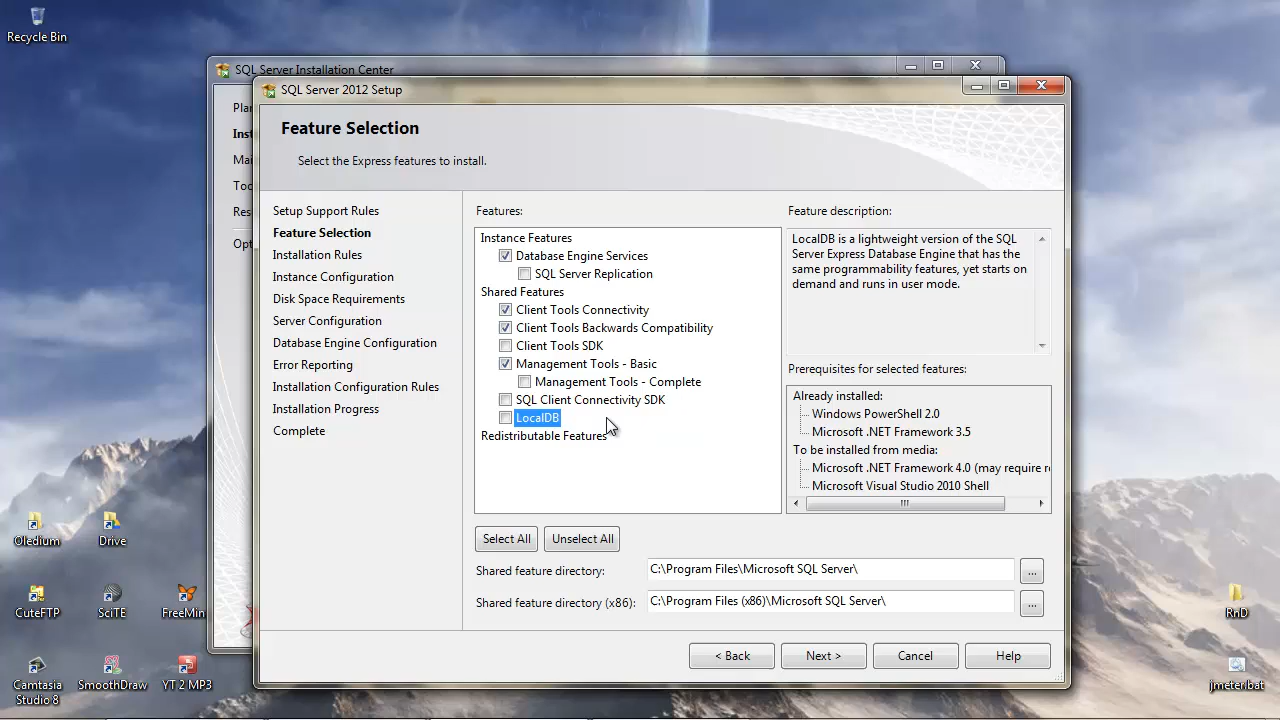 Recycle Bin
SQL Server Installation Center
SQL Server 2012 Setup
Feature Selection
Select the Express features to install.
Setup Support Rules
Feature Selection
Installation Rules
Instance Configuration
Disk Space Requirements
Server Configuration
Database Engine Configuration
Error Reporting
Installation Configuration Rules
Installation Progress
Complete
Features:
Instance Features
Database Engine Services
SQL Server Replication
Shared Features
Client Tools Connectivity
Client Tools Backwards Compatibility
Client Tools SDK
Management Tools - Basic
Management Tools - Complete
SQL Client Connectivity SDK
LocalDB
Redistributable Features
Feature description:
LocalDB is a lightweight version of the SQL
Server Express Database Engine that has the
same programmability features, yet starts on
demand and runs in user mode.
Prerequisites for selected features:
Already installed:
Windows PowerShell 2.0
Microsoft .NET Framework 3.5
To be installed from media:
Microsoft .NET Framework 4.0 (may require r
Microsoft Visual Studio 2010 Shell
Select All
Unselect All
Shared feature directory:
C:\Program Files\Microsoft SQL Server\
...
Shared feature directory (x86):
C:\Program Files (x86)\Microsoft SQL Server\
...
< Back
Next >
Cancel
Help
Plar
Inst
Mai
Too
Res
Opt
Oledium
Drive
CuteFTP
SciTE
FreeMin
Camtasia
Studio 8
SmoothDraw
YT 2 MP3
RnD
jmeter.bat